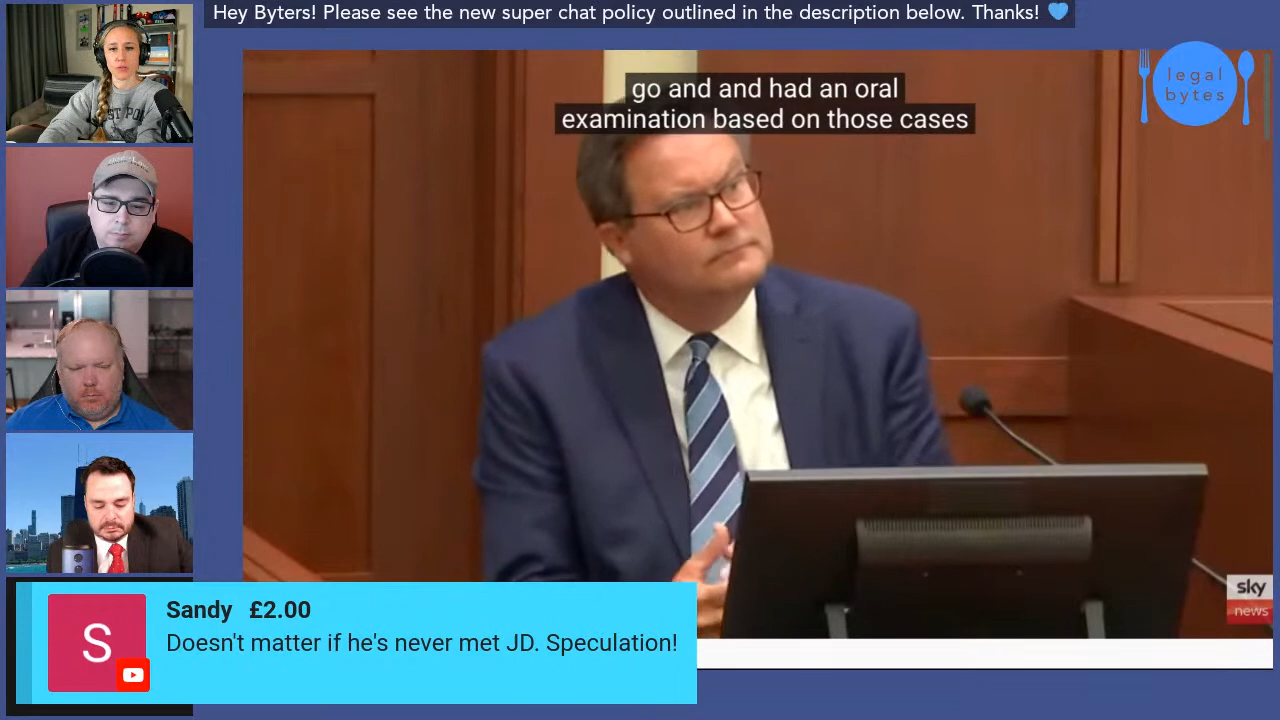 Hey Byters! Please see the new super chat policy outlined in the description below. Thanks! 💙
legal
bytes
go and and had an oral
examination based on those cases
sky
news
S
Sandy £2.00
Doesn't matter if he's never met JD. Speculation!